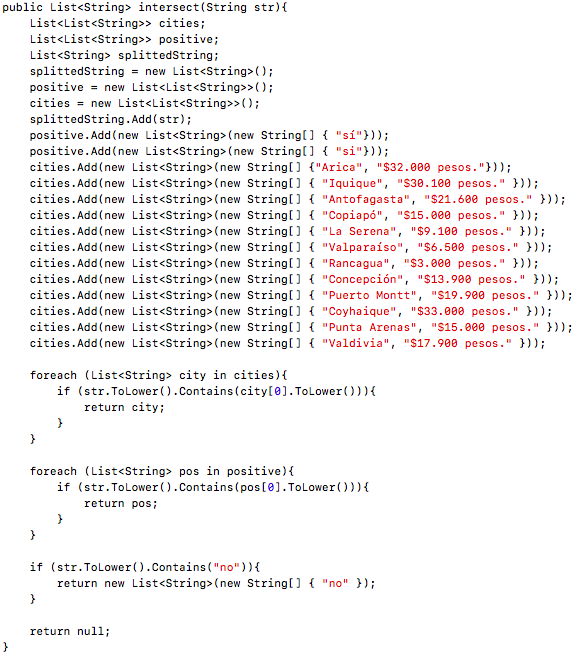 public List<String> intersect(String str){
    List<List<String>> cities;
    List<List<String>> positive;
    List<String> splittedString;
    splittedString = new List<String>();
    positive = new List<List<String>>();
    cities = new List<List<String>>();
    splittedString.Add(str);
    positive.Add(new List<String>(new String[] { "sí"}));
    positive.Add(new List<String>(new String[] { "si"}));
    cities.Add(new List<String>(new String[] {"Arica", "$32.000 pesos."}));
    cities.Add(new List<String>(new String[] { "Iquique", "$30.100 pesos." }));
    cities.Add(new List<String>(new String[] { "Antofagasta", "$21.600 pesos." }));
    cities.Add(new List<String>(new String[] { "Copiapó", "$15.000 pesos." }));
    cities.Add(new List<String>(new String[] { "La Serena", "$9.100 pesos." }));
    cities.Add(new List<String>(new String[] { "Valparaíso", "$6.500 pesos." }));
    cities.Add(new List<String>(new String[] { "Rancagua", "$3.000 pesos." }));
    cities.Add(new List<String>(new String[] { "Concepción", "$13.900 pesos." }));
    cities.Add(new List<String>(new String[] { "Puerto Montt", "$19.900 pesos." }));
    cities.Add(new List<String>(new String[] { "Coyhaique", "$33.000 pesos." }));
    cities.Add(new List<String>(new String[] { "Punta Arenas", "$15.000 pesos." }));
    cities.Add(new List<String>(new String[] { "Valdivia", "$17.900 pesos." }));

    foreach (List<String> city in cities){
        if (str.ToLower().Contains(city[0].ToLower())){
            return city;
        }
    }

    foreach (List<String> pos in positive){
        if (str.ToLower().Contains(pos[0].ToLower())){
            return pos;
        }
    }

    if (str.ToLower().Contains("no")){
        return new List<String>(new String[] { "no" });
    }

    return null;
}